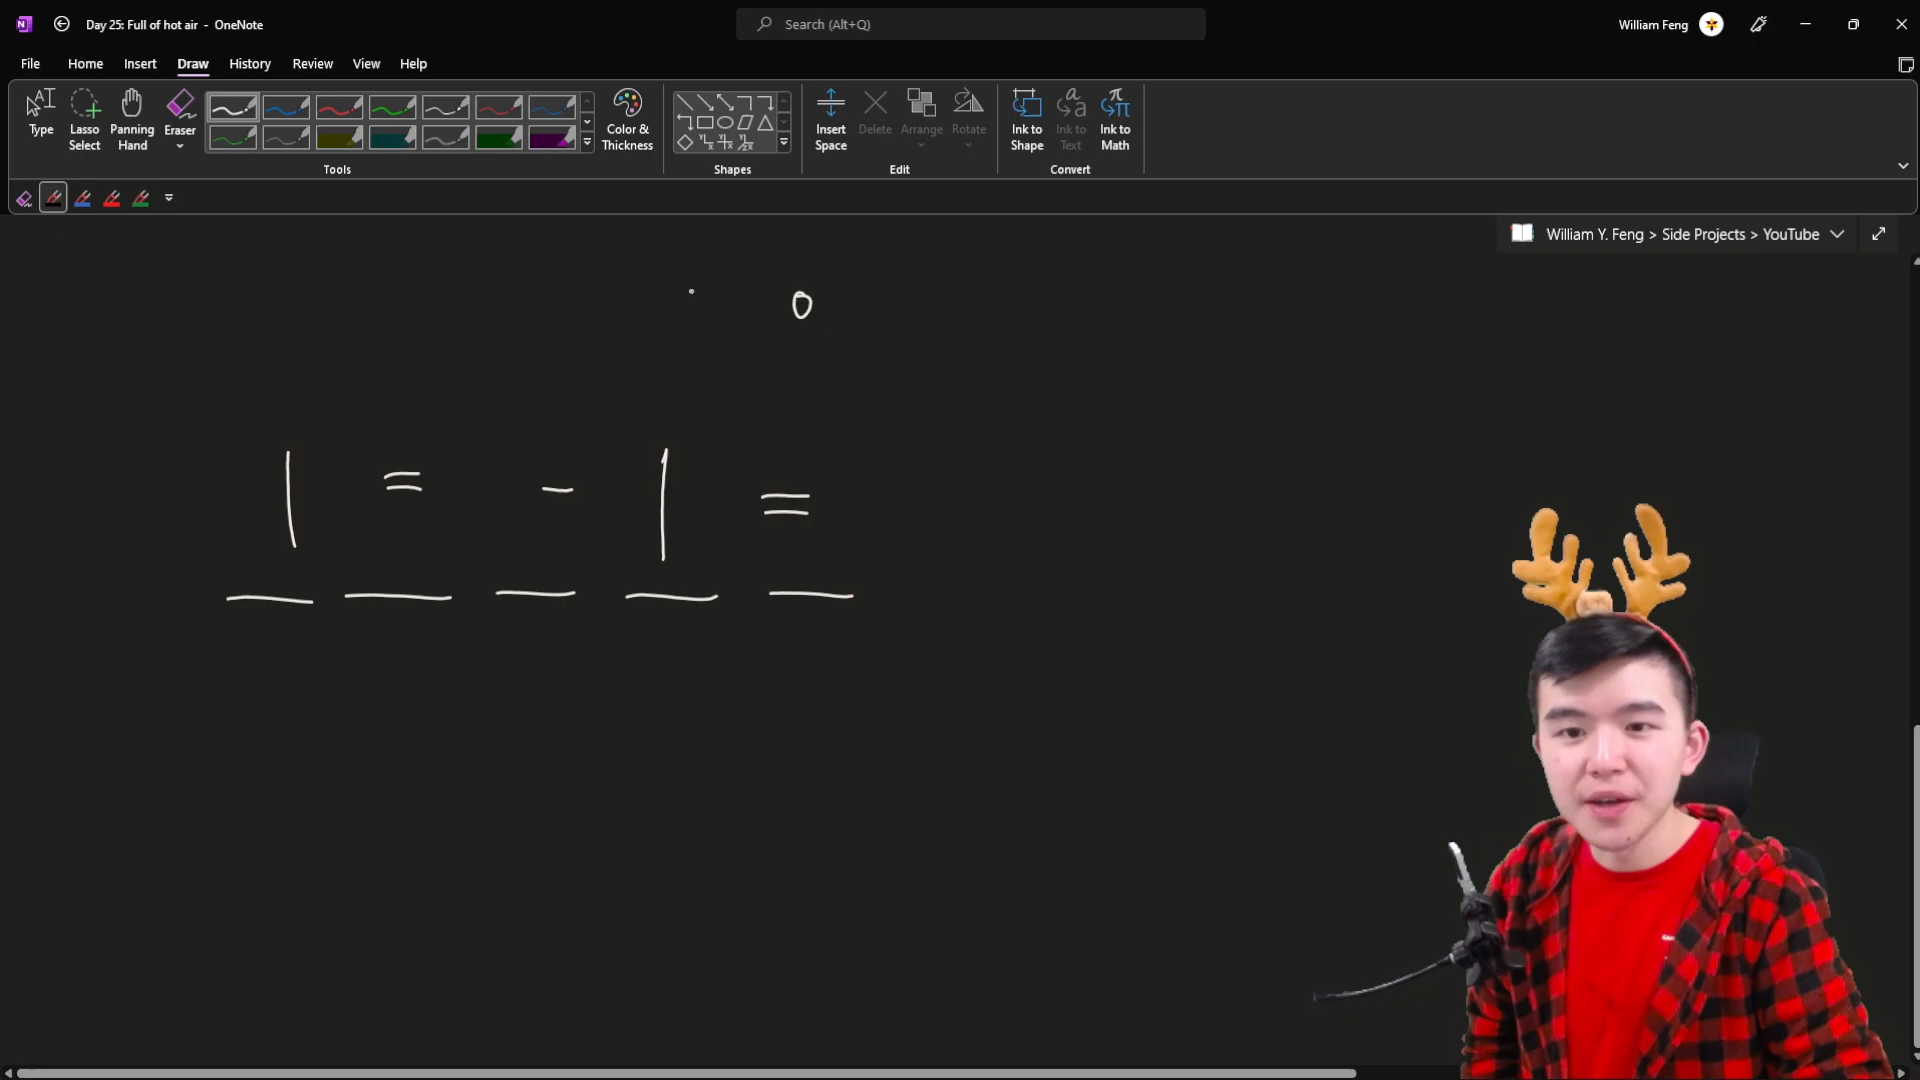 Day 25: Full of hot air - OneNote
Search (Alt+Q)
William Feng
File Home Insert Draw History Review View Help
Type
Lasso Select
Panning Hand
Eraser
Color & Thickness
Insert Space
Delete
Arrange
Rotate
Ink to Shape
Ink to Text
Ink to Math
Tools
Shapes
Edit
Convert
William Y. Feng > Side Projects > YouTube
0
1 = - 1 =